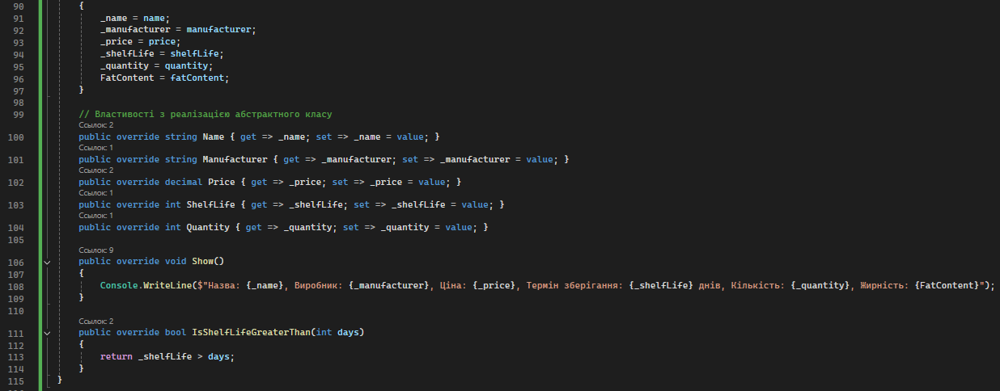 90 {
91 _name = name;
92 _manufacturer = manufacturer;
93 _price = price;
94 _shelfLife = shelfLife;
95 _quantity = quantity;
96 FatContent = fatContent;
97 }
98
99 // Властивості з реалізацією абстрактного класу
Ссылок: 2
100 public override string Name { get => _name; set => _name = value; }
Ссылок: 1
101 public override string Manufacturer { get => _manufacturer; set => _manufacturer = value; }
Ссылок: 2
102 public override decimal Price { get => _price; set => _price = value; }
Ссылок: 1
103 public override int ShelfLife { get => _shelfLife; set => _shelfLife = value; }
Ссылок: 1
104 public override int Quantity { get => _quantity; set => _quantity = value; }
105
Ссылок: 9
106 public override void Show()
107 {
108 Console.WriteLine($"Назва: {_name}, Виробник: {_manufacturer}, Ціна: {_price}, Термін зберігання: {_shelfLife} днів, Кількість: {_quantity}, Жирність: {FatContent}");
109 }
110
Ссылок: 2
111 public override bool IsShelfLifeGreaterThan(int days)
112 {
113 return _shelfLife > days;
114 }
115 }